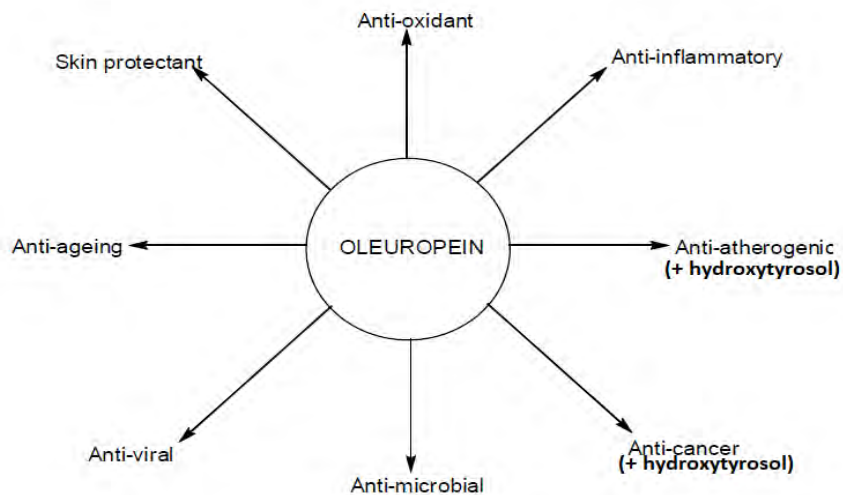 Anti-oxidant
Skin protectant
Anti-inflammatory
Anti-ageing
OLEUROPEIN
Anti-atherogenic
(+ hydroxytyrosol)
Anti-viral
Anti-cancer
(+ hydroxytyrosol)
Anti-microbial